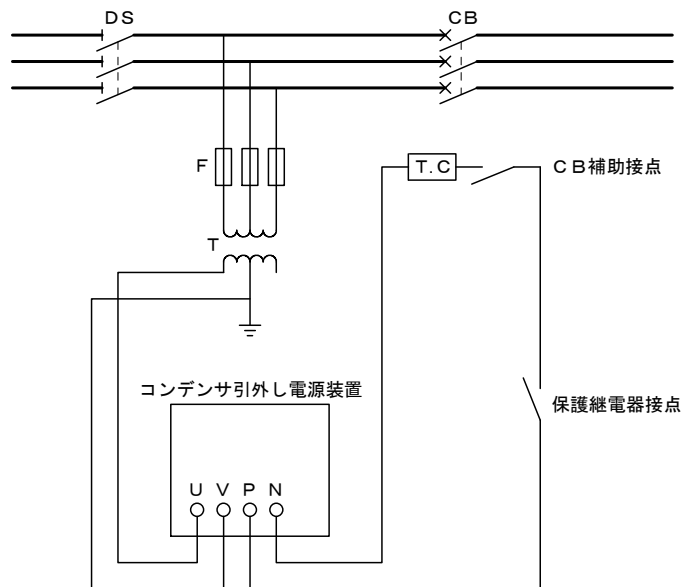 DS
CB
F
T.C
CB補助接点
T
コンデンサ引外し電源装置
保護継電器接点
U V P N